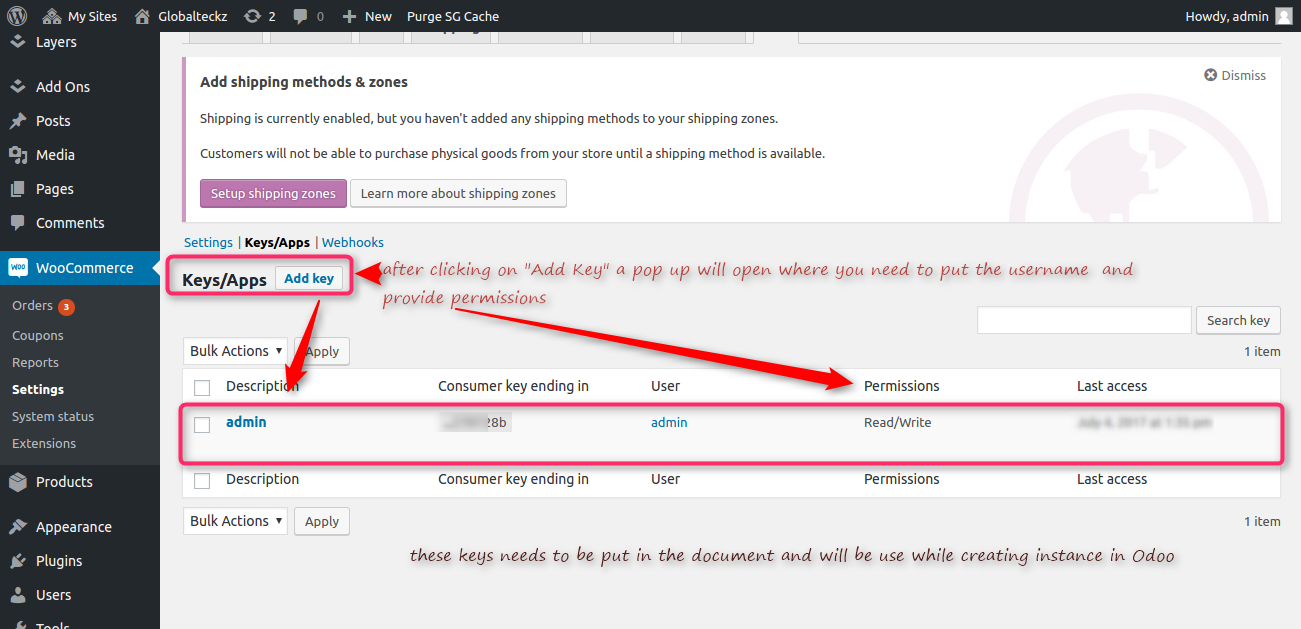 My Sites Globalteckz 2 0 New Purge SG Cache Howdy, admin
Layers
Add Ons
Posts
Media
Pages
Comments
WOO WooCommerce
Orders 3
Coupons
Reports
Settings
System status
Extensions
Products
Appearance
Plugins
Users
Tools
Add shipping methods & zones
Dismiss
Shipping is currently enabled, but you haven't added any shipping methods to your shipping zones.
Customers will not be able to purchase physical goods from your store until a shipping method is available.
Setup shipping zones Learn more about shipping zones
Settings | Keys/Apps | Webhooks
Keys/Apps Add key
after clicking on "Add Key" a pop up will open where you need to put the username and
provide permissions
Search key
Bulk Actions Apply
1 item
Description Consumer key ending in User Permissions Last access
admin 28b admin Read/Write July 4, 2017 at 1:35 pm
Description Consumer key ending in User Permissions Last access
Bulk Actions Apply
1 item
these keys needs to be put in the document and will be use while creating instance in Odoo